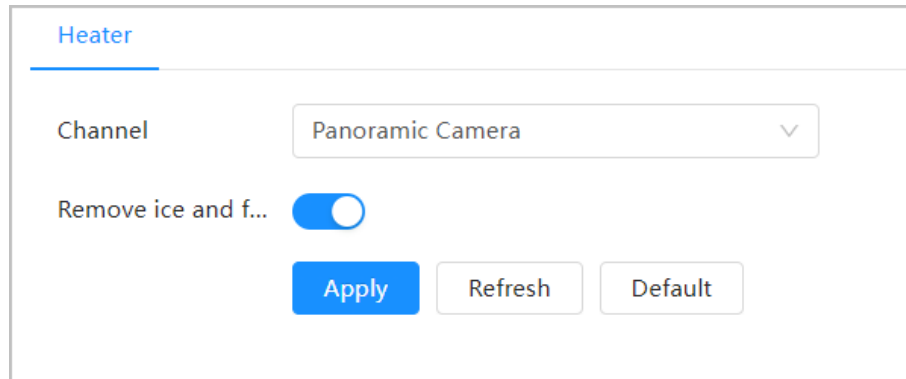 Heater
Channel Panoramic Camera
Remove ice and f...
Apply Refresh Default